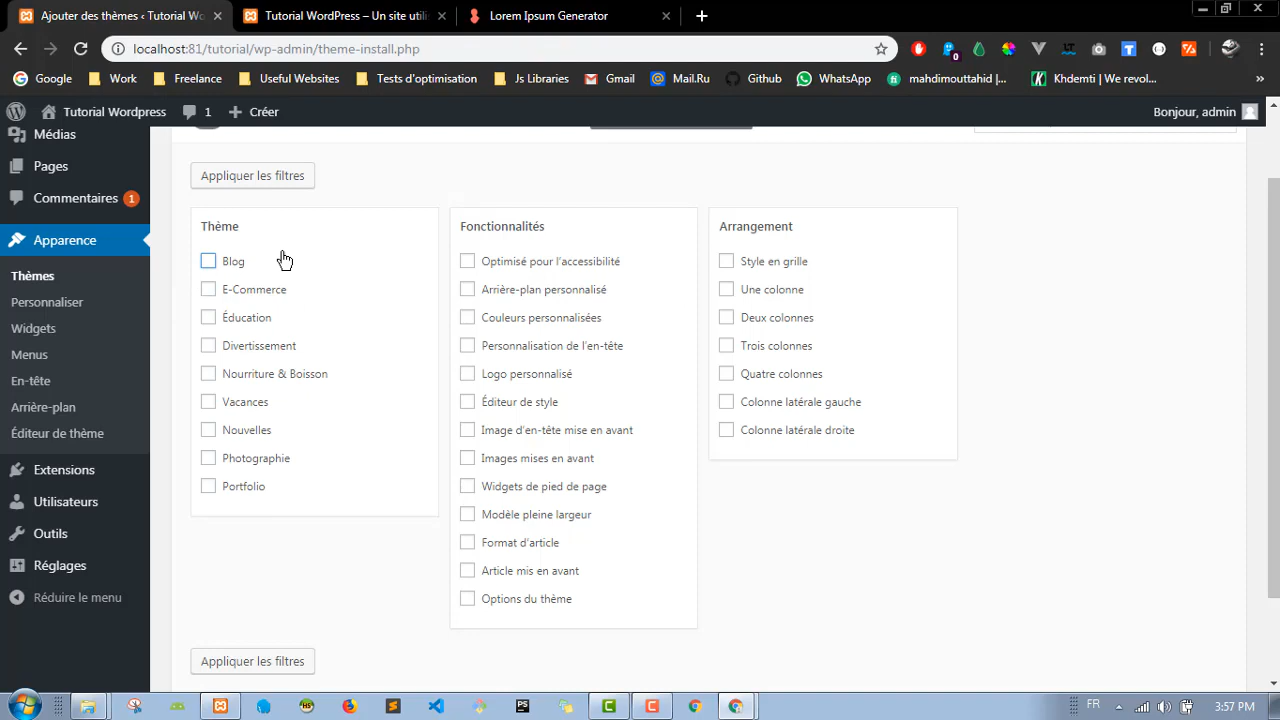 Ajouter des thèmes ‹ Tutorial Wo
Tutorial WordPress – Un site utili
Lorem Ipsum Generator
localhost:81/tutorial/wp-admin/theme-install.php
Google
Work
Freelance
Useful Websites
Tests d'optimisation
Js Libraries
Gmail
Mail.Ru
Github
WhatsApp
mahdimouttahid |...
Khdemti | We revol...
Tutorial Wordpress
1
Créer
Bonjour, admin
Médias
Pages
Commentaires 1
Apparence
Thèmes
Personnaliser
Widgets
Menus
En-tête
Arrière-plan
Éditeur de thème
Extensions
Utilisateurs
Outils
Réglages
Réduire le menu
Appliquer les filtres
Thème
Blog
E-Commerce
Éducation
Divertissement
Nourriture & Boisson
Vacances
Nouvelles
Photographie
Portfolio
Fonctionnalités
Optimisé pour l'accessibilité
Arrière-plan personnalisé
Couleurs personnalisées
Personnalisation de l'en-tête
Logo personnalisé
Éditeur de style
Image d'en-tête mise en avant
Images mises en avant
Widgets de pied de page
Modèle pleine largeur
Format d'article
Article mis en avant
Options du thème
Arrangement
Style en grille
Une colonne
Deux colonnes
Trois colonnes
Quatre colonnes
Colonne latérale gauche
Colonne latérale droite
Appliquer les filtres
FR
3:57 PM